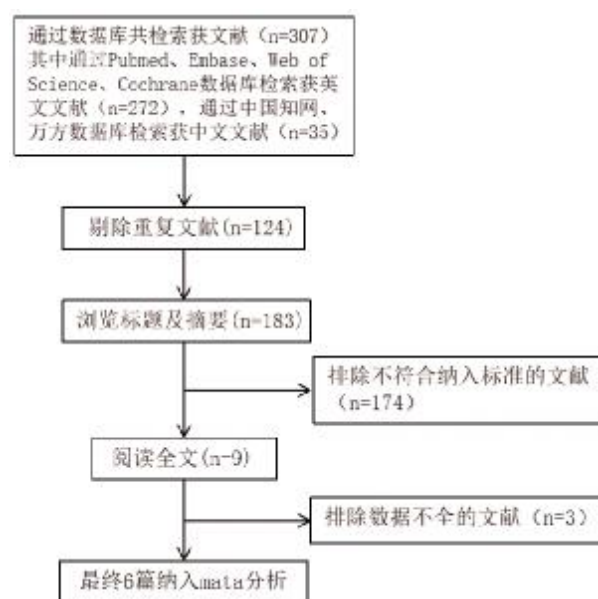 通过数据库共检索获文献（n=307）
其中通过Pubmed、Embase、Web of
Science、Cochrane数据库检索获英
文文献（n=272），通过中国知网、
万方数据库检索获中文文献（n=35）
剔除重复文献(n=124)
浏览标题及摘要(n=183)
排除不符合纳入标准的文献
（n=174）
阅读全文(n-9)
排除数据不全的文献（n=3）
最终6篇纳入mata分析